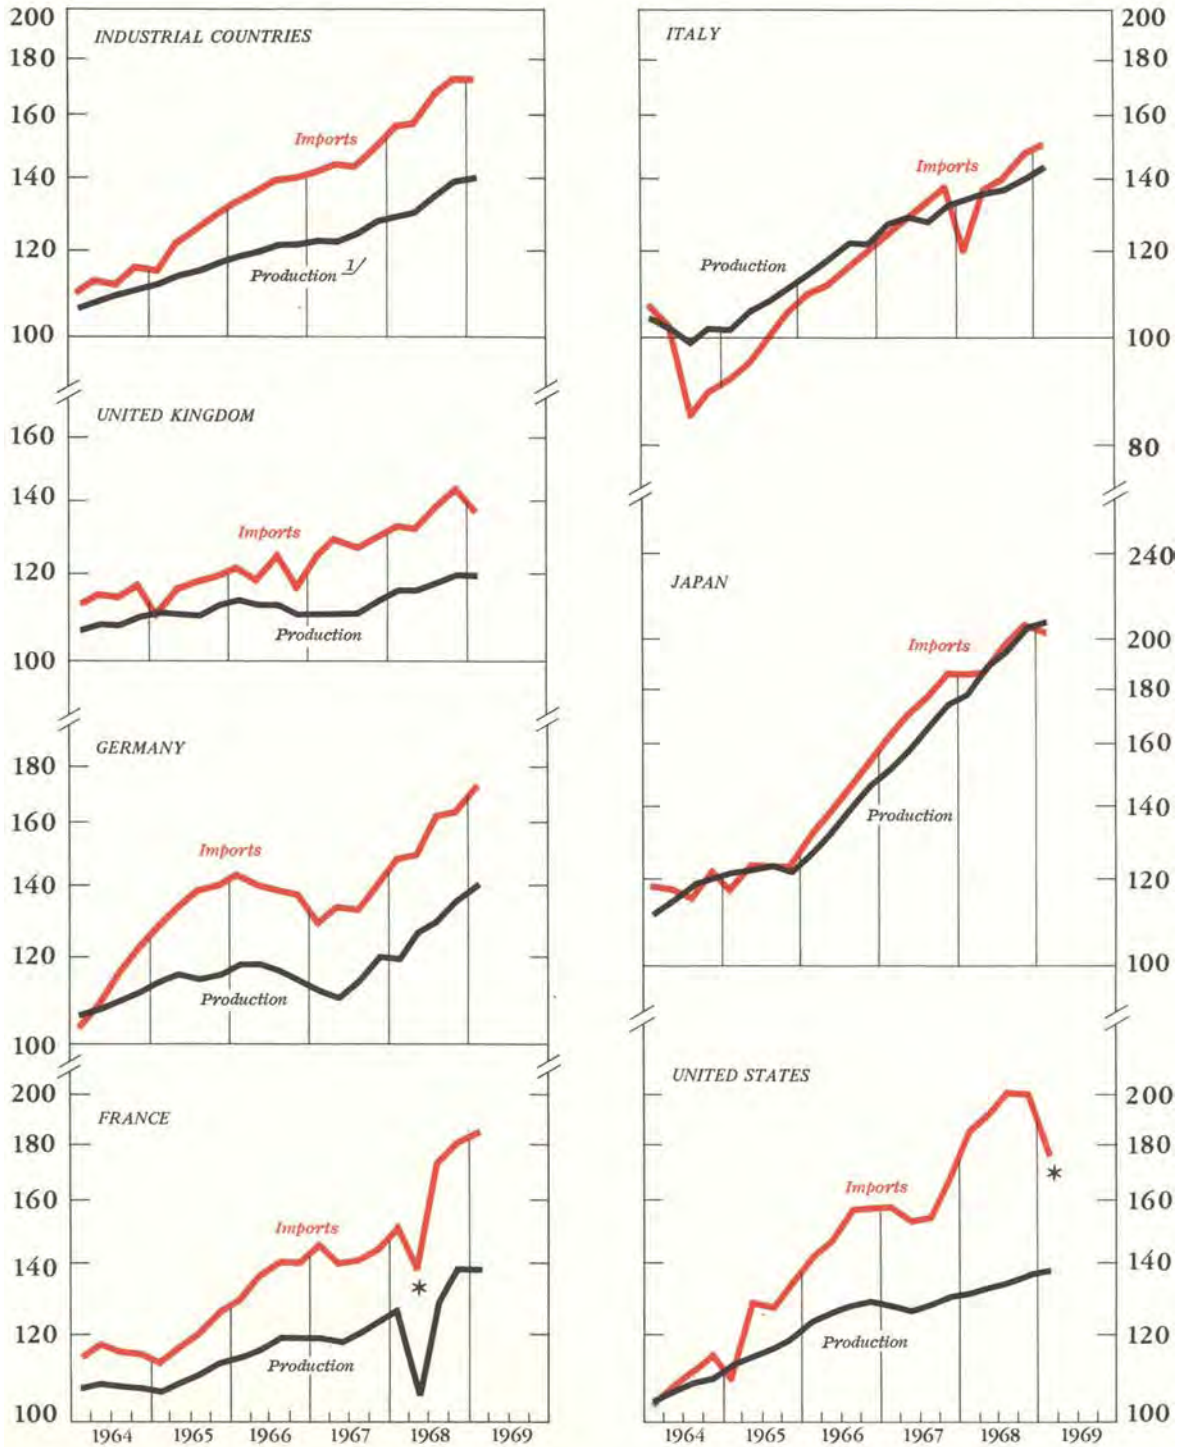 200
180
160
140
120
100
INDUSTRIAL COUNTRIES
Imports
Production 1/
UNITED KINGDOM
160
140
120
100
Imports
Production
GERMANY
180
160
140
120
100
Imports
Production
200
180
160
140
120
100
FRANCE
Imports
*
Production
1964 1965 1966 1967 1968 1969
ITALY
200
180
160
140
120
100
80
Imports
Production
240
200
180
160
140
120
100
JAPAN
Imports
Production
UNITED STATES
200
180
160
140
120
100
Imports
*
Production
1964 1965 1966 1967 1968 1969